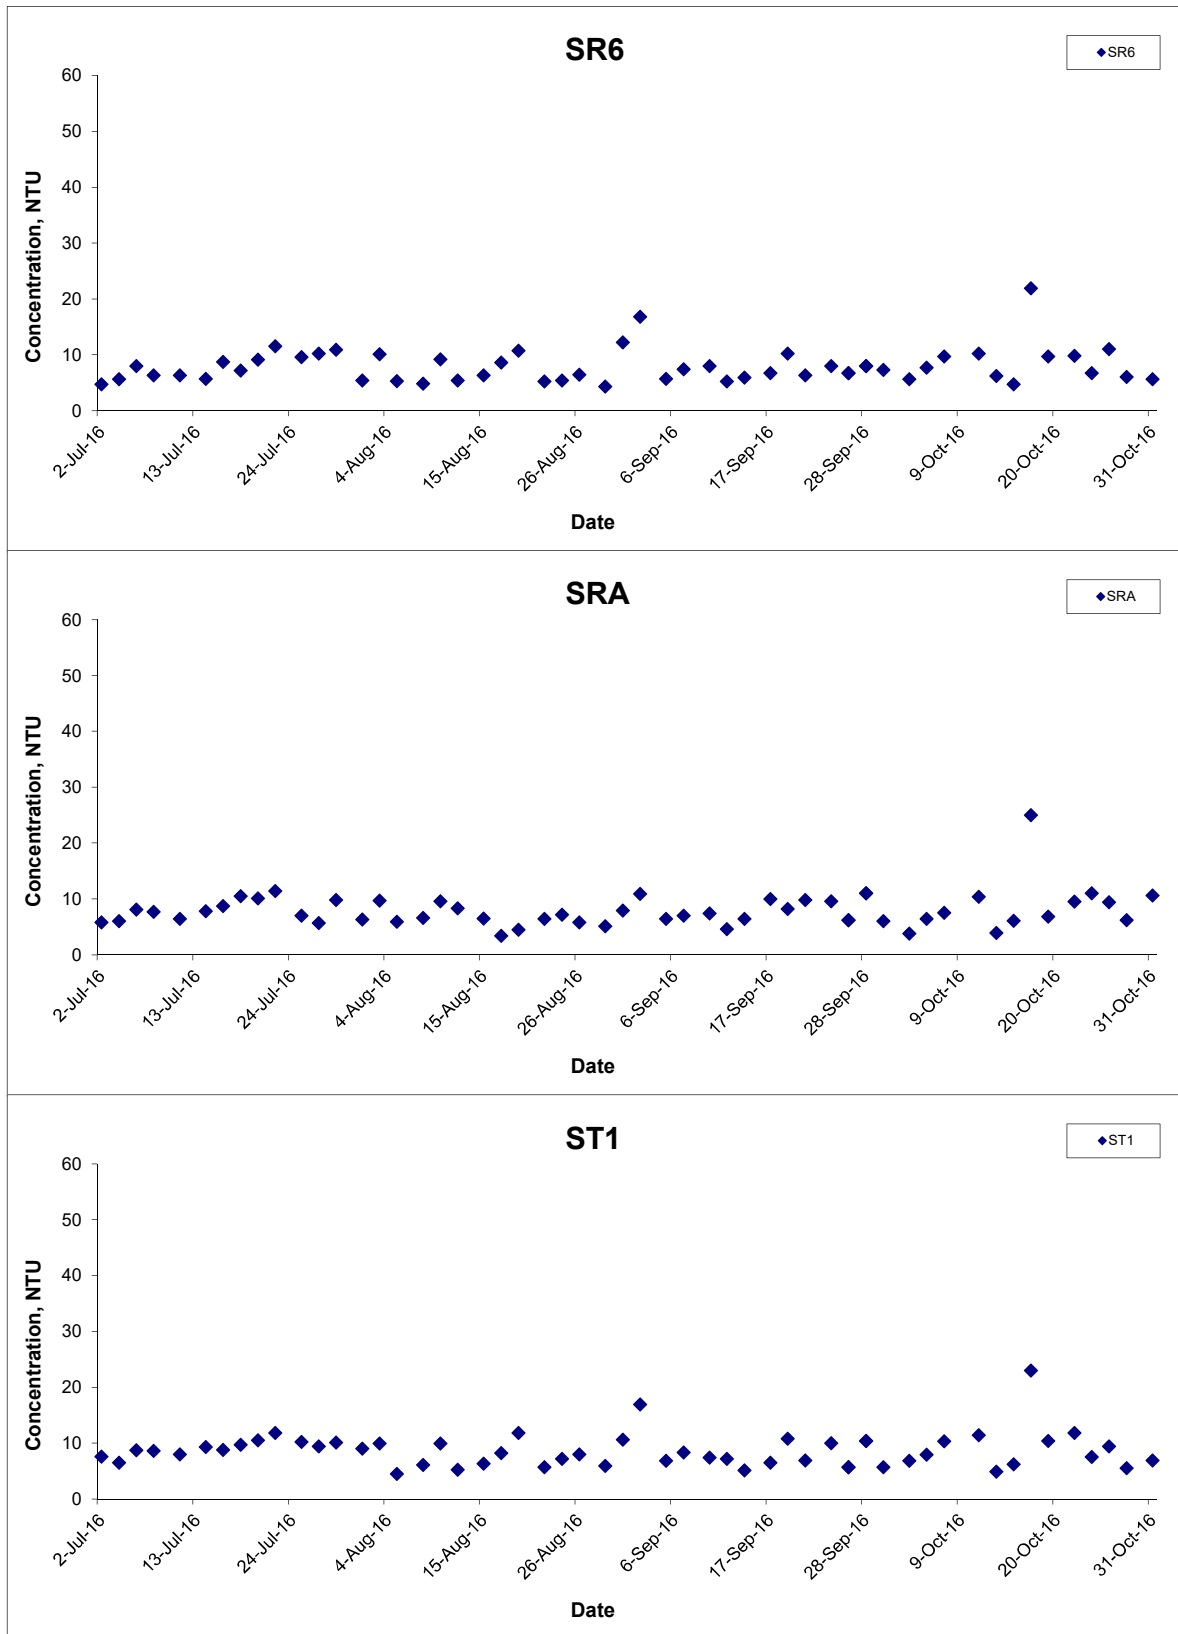 SR6
SR6
60
50
40
30
20
10
0
Concentration, NTU
2-Jul-16
13-Jul-16
24-Jul-16
4-Aug-16
15-Aug-16
26-Aug-16
6-Sep-16
17-Sep-16
28-Sep-16
9-Oct-16
20-Oct-16
31-Oct-16
Date
SRA
SRA
60
50
40
30
20
10
0
Concentration, NTU
2-Jul-16
13-Jul-16
24-Jul-16
4-Aug-16
15-Aug-16
26-Aug-16
6-Sep-16
17-Sep-16
28-Sep-16
9-Oct-16
20-Oct-16
31-Oct-16
Date
ST1
ST1
60
50
40
30
20
10
0
Concentration, NTU
2-Jul-16
13-Jul-16
24-Jul-16
4-Aug-16
15-Aug-16
26-Aug-16
6-Sep-16
17-Sep-16
28-Sep-16
9-Oct-16
20-Oct-16
31-Oct-16
Date